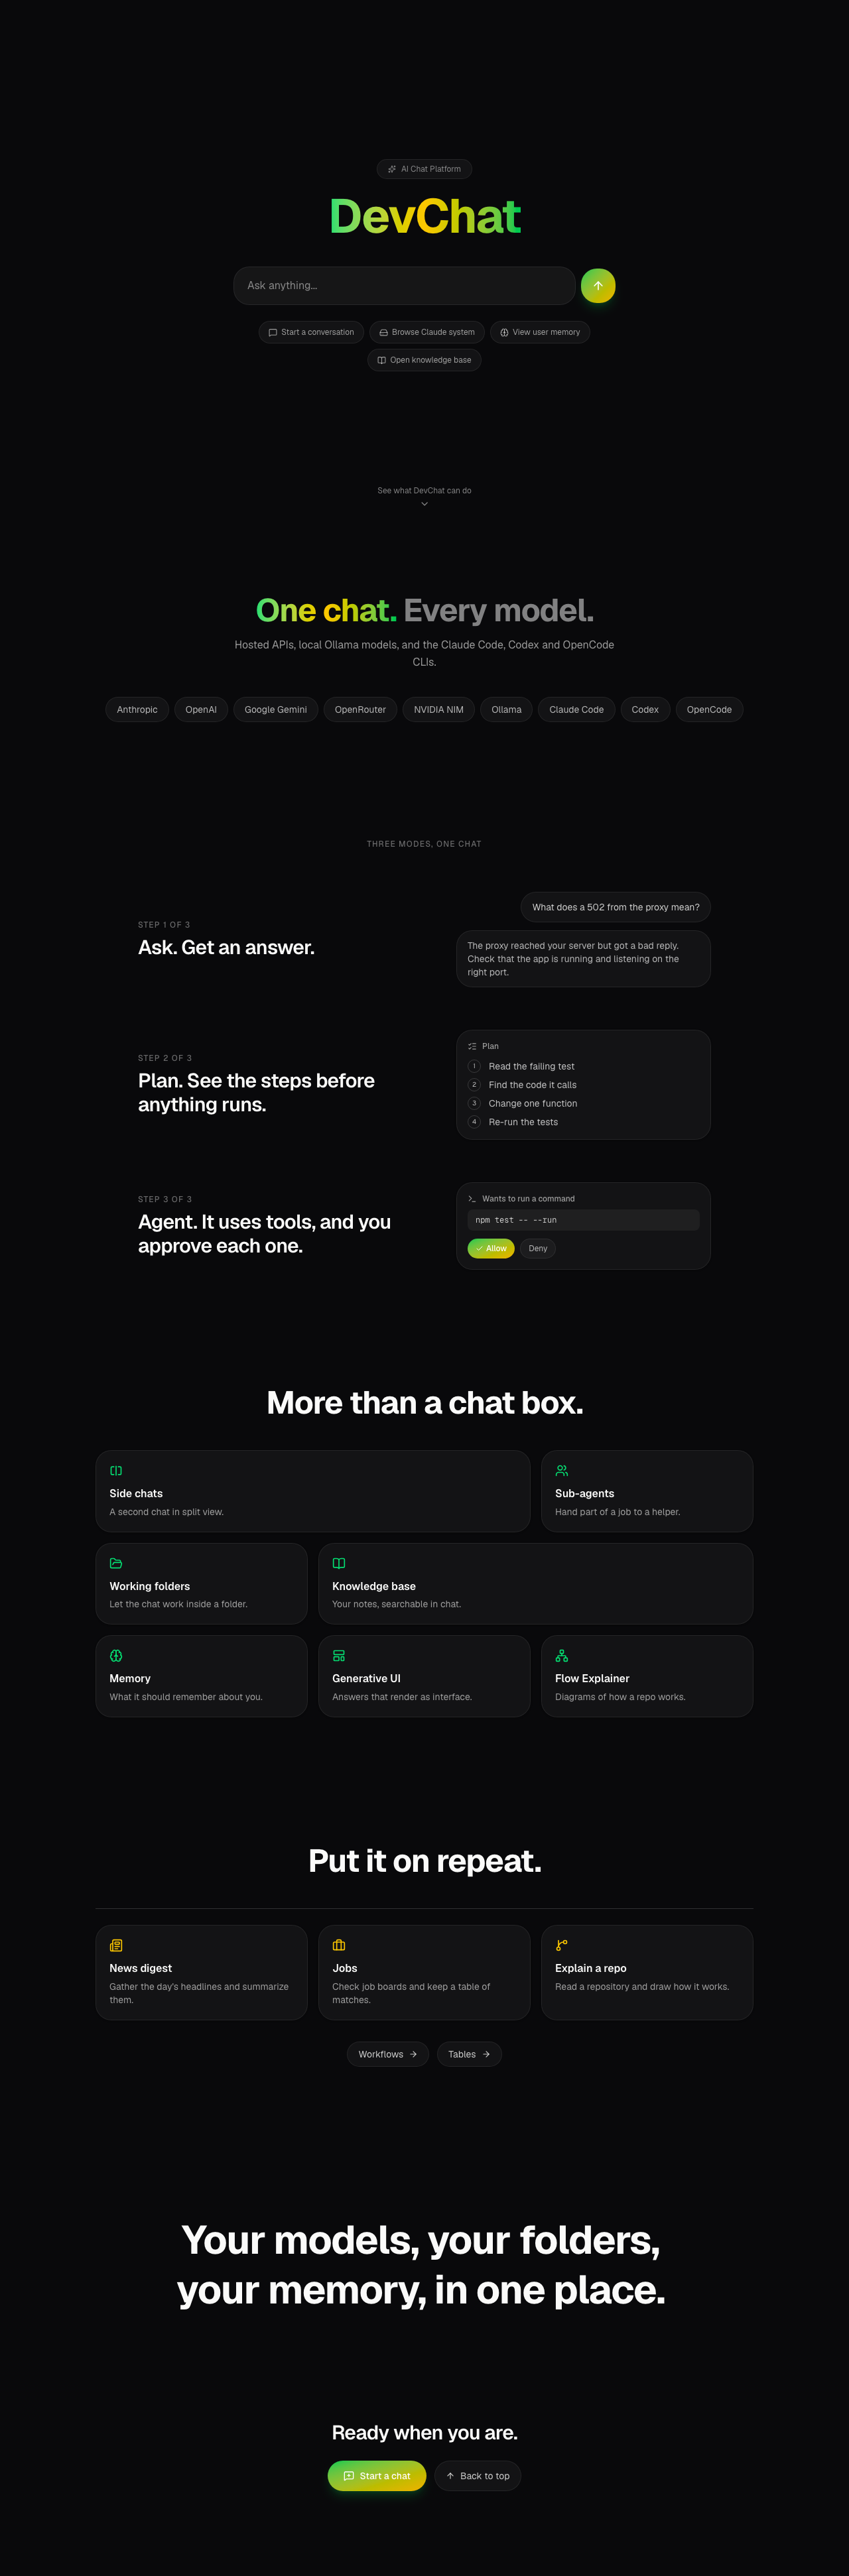 AI Chat Platform
DevChat
Ask anything...
Start a conversation
Browse Claude system
View user memory
Open knowledge base
See what DevChat can do
One chat. Every model.
Hosted APIs, local Ollama models, and the Claude Code, Codex and OpenCode
CLIs.
Anthropic
OpenAI
Google Gemini
OpenRouter
NVIDIA NIM
Ollama
Claude Code
Codex
OpenCode
THREE MODES, ONE CHAT
STEP 1 OF 3
Ask. Get an answer.
What does a 502 from the proxy mean?
The proxy reached your server but got a bad reply.
Check that the app is running and listening on the
right port.
STEP 2 OF 3
Plan. See the steps before
anything runs.
Plan
1 Read the failing test
2 Find the code it calls
3 Change one function
4 Re-run the tests
STEP 3 OF 3
Agent. It uses tools, and you
approve each one.
Wants to run a command
npm test -- --run
Allow
Deny
More than a chat box.
Side chats
A second chat in split view.
Sub-agents
Hand part of a job to a helper.
Working folders
Let the chat work inside a folder.
Knowledge base
Your notes, searchable in chat.
Memory
What it should remember about you.
Generative UI
Answers that render as interface.
Flow Explainer
Diagrams of how a repo works.
Put it on repeat.
News digest
Gather the day's headlines and summarize
them.
Jobs
Check job boards and keep a table of
matches.
Explain a repo
Read a repository and draw how it works.
Workflows
Tables
Your models, your folders,
your memory, in one place.
Ready when you are.
Start a chat
Back to top